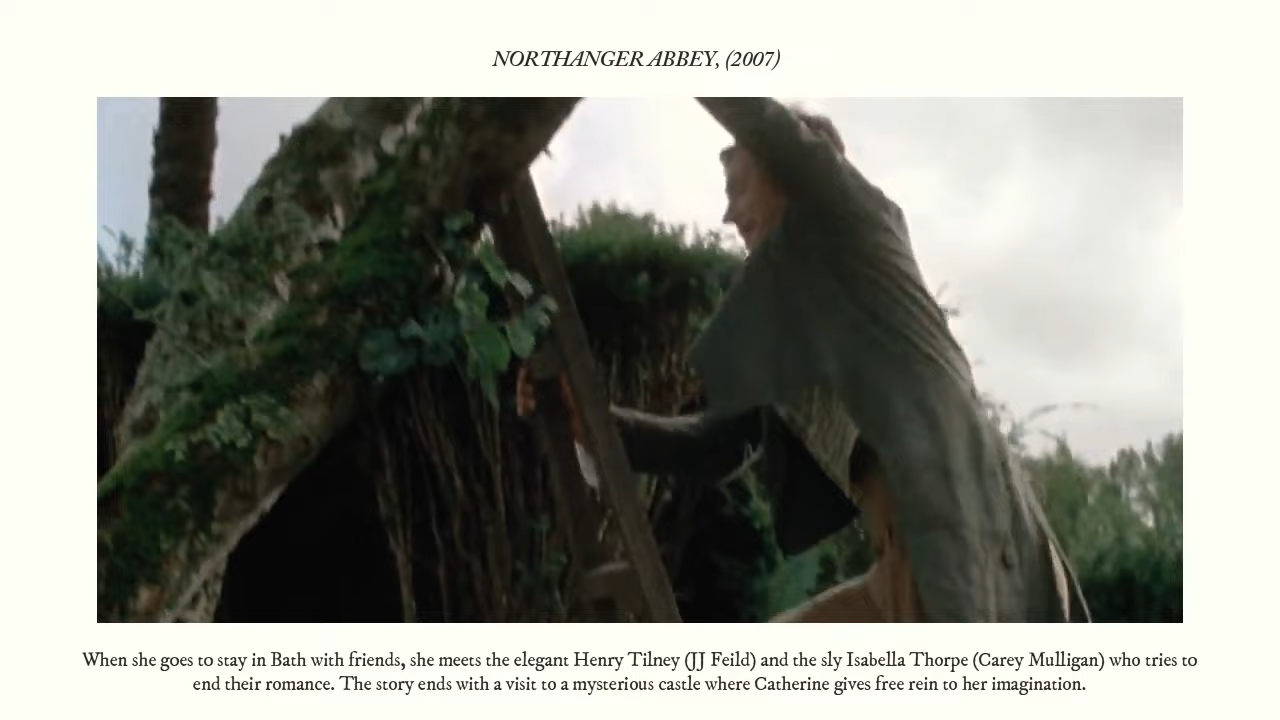 NORTHANGER ABBEY, (2007)
When she goes to stay in Bath with friends, she meets the elegant Henry Tilney (JJ Feild) and the sly Isabella Thorpe (Carey Mulligan) who tries to
end their romance. The story ends with a visit to a mysterious castle where Catherine gives free rein to her imagination.